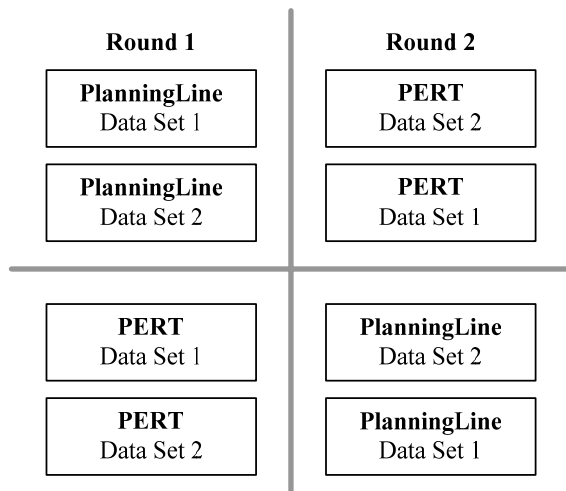 Round 1
Round 2
PlanningLine
Data Set 1
PERT
Data Set 2
PlanningLine
Data Set 2
PERT
Data Set 1
PERT
Data Set 1
PlanningLine
Data Set 2
PERT
Data Set 2
PlanningLine
Data Set 1